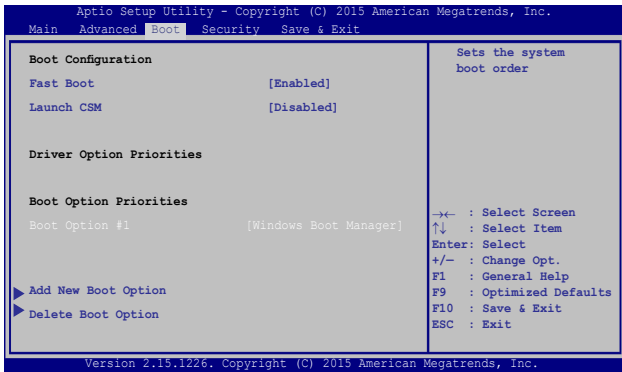 Aptio Setup Utility - Copyright (C) 2015 American Megatrends, Inc.
Main Advanced Boot Security Save & Exit
Boot Configuration
Fast Boot [Enabled]
Launch CSM [Disabled]
Driver Option Priorities
Boot Option Priorities
Boot Option #1 [Windows Boot Manager]
Add New Boot Option
Delete Boot Option
Sets the system
boot order
→← : Select Screen
↑↓ : Select Item
Enter: Select
+/— : Change Opt.
F1 : General Help
F9 : Optimized Defaults
F10 : Save & Exit
ESC : Exit
Version 2.15.1226. Copyright (C) 2015 American Megatrends, Inc.